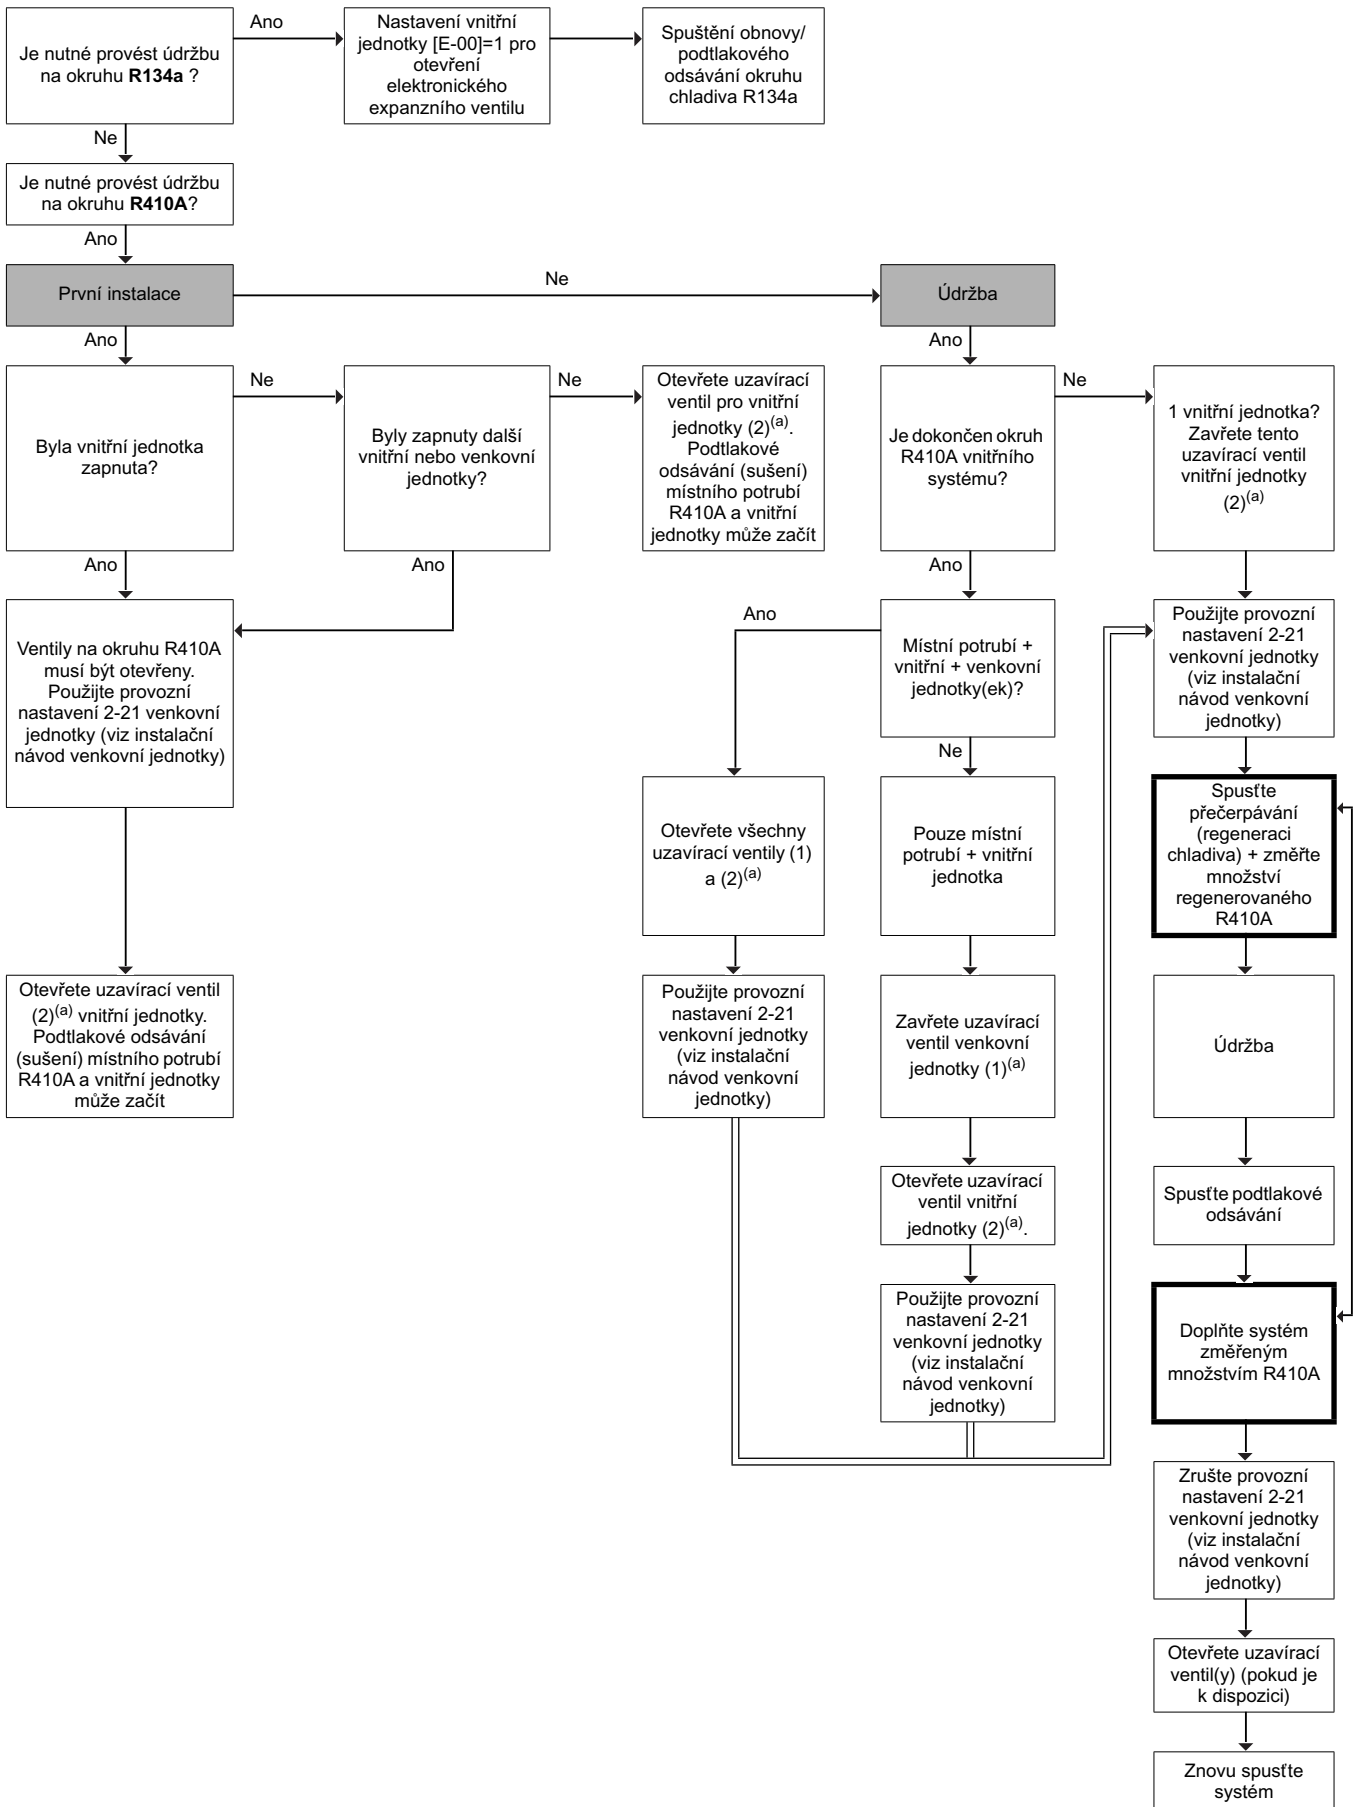 Je nutné provést údržbu
na okruhu R134a ?
Ano
Nastavení vnitřní
jednotky [E-00]=1 pro
otevření
elektronického
expanzního ventilu
Spuštění obnovy/
podtlakového
odsávání okruhu
chladiva R134a
Ne
Je nutné provést údržbu
na okruhu R410A?
Ano
První instalace
Ne
Údržba
Ano
Ano
Byla vnitřní jednotka
zapnuta?
Ne
Byly zapnuty další
vnitřní nebo venkovní
jednotky?
Ne
Otevřete uzavírací
ventil pro vnitřní
jednotky (2)(a).
Podtlakové
odsávání (sušení)
místního potrubí
R410A a vnitřní
jednotky může začít
Je dokončen okruh
R410A vnitřního
systému?
Ne
1 vnitřní jednotka?
Zavřete tento
uzavírací ventil
vnitřní jednotky
(2)(a)
Ano
Ano
Ano
Ventily na okruhu R410A
musí být otevřeny.
Použijte provozní
nastavení 2-21 venkovní
jednotky (viz instalační
návod venkovní jednotky)
Ano
Místní potrubí +
vnitřní + venkovní
jednotky(ek)?
Použijte provozní
nastavení 2-21
venkovní jednotky
(viz instalační
návod venkovní
jednotky)
Ne
Otevřete všechny
uzavírací ventily (1)
a (2)(a)
Pouze místní
potrubí + vnitřní
jednotka
Spusťte
přečerpávání
(regeneraci
chladiva) + změřte
množství
regenerovaného
R410A
Otevřete uzavírací ventil
(2)(a) vnitřní jednotky.
Podtlakové odsávání
(sušení) místního potrubí
R410A a vnitřní jednotky
může začít
Použijte provozní
nastavení 2-21
venkovní jednotky
(viz instalační
návod venkovní
jednotky)
Zavřete uzavírací
ventil venkovní
jednotky (1)(a)
Údržba
Otevřete uzavírací
ventil vnitřní
jednotky (2)(a).
Spusťte podtlakové
odsávání
Použijte provozní
nastavení 2-21
venkovní jednotky
(viz instalační
návod venkovní
jednotky)
Doplňte systém
změřeným
množstvím R410A
Zrušte provozní
nastavení 2-21
venkovní jednotky
(viz instalační
návod venkovní
jednotky)
Otevřete uzavírací
ventil(y) (pokud je
k dispozici)
Znovu spusťte
systém